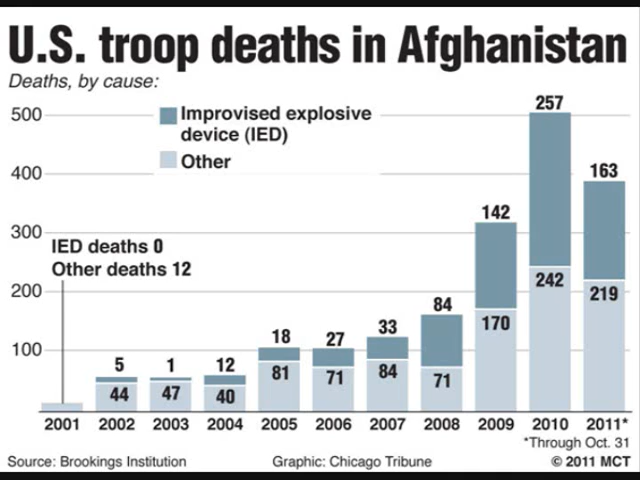 U.S. troop deaths in Afghanistan
Deaths, by cause:
Improvised explosive
device (IED)
Other
500
400
300
200
100
IED deaths 0
Other deaths 12
5
44
1
47
12
40
18
81
27
71
33
84
84
71
142
170
257
242
163
219
2001 2002 2003 2004 2005 2006 2007 2008 2009 2010 2011*
*Through Oct. 31
Source: Brookings Institution Graphic: Chicago Tribune © 2011 MCT